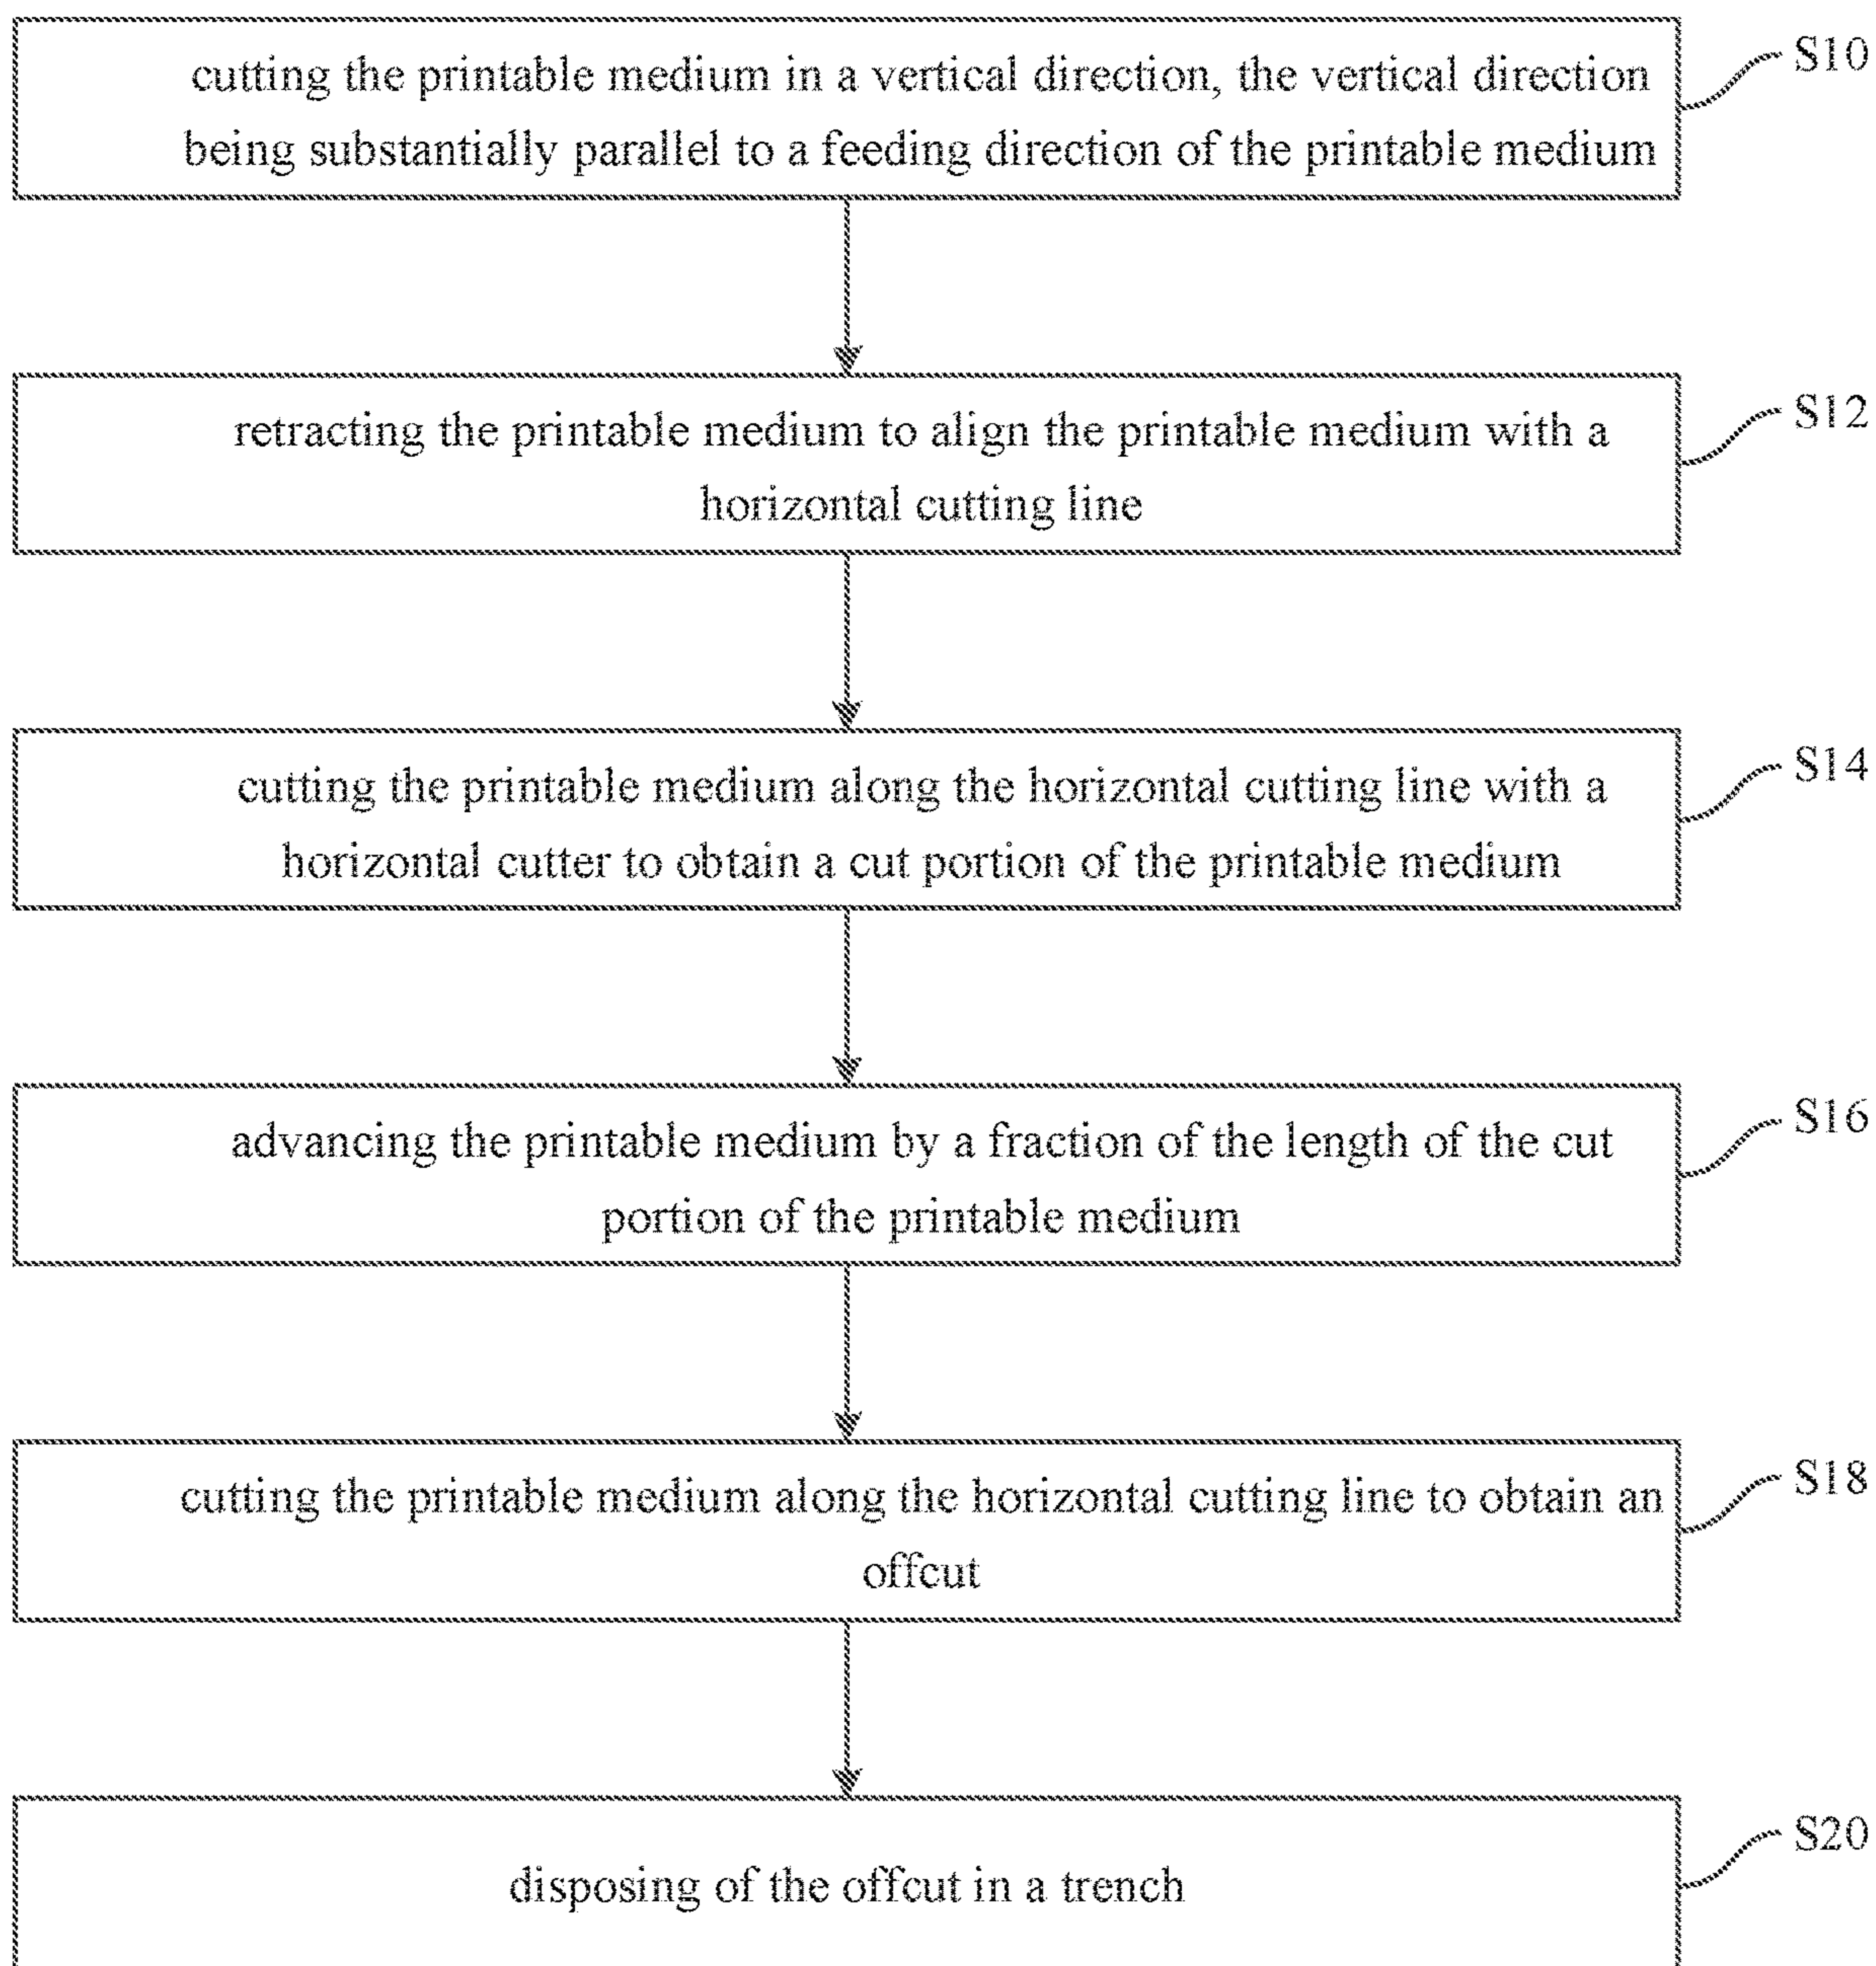 cutting the printable medium in a vertical direction, the vertical direction
being substantially parallel to a feeding direction of the printable medium
S10
retracting the printable medium to align the printable medium with a
horizontal cutting line
S12
cutting the printable medium along the horizontal cutting line with a
horizontal cutter to obtain a cut portion of the printable medium
S14
advancing the printable medium by a fraction of the length of the cut
portion of the printable medium
S16
cutting the printable medium along the horizontal cutting line to obtain an
offcut
S18
disposing of the offcut in a trench
S20